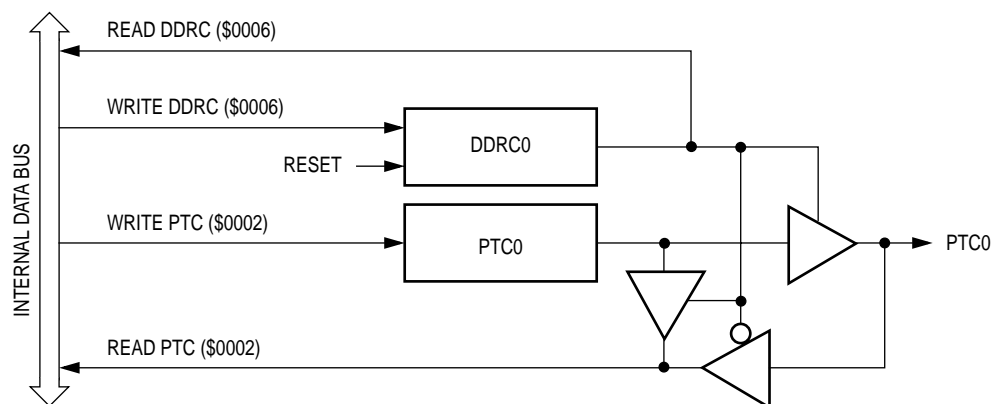 READ DDRC ($0006)
WRITE DDRC ($0006)
DDRC0
RESET
WRITE PTC ($0002)
PTC0
PTC0
READ PTC ($0002)
INTERNAL DATA BUS